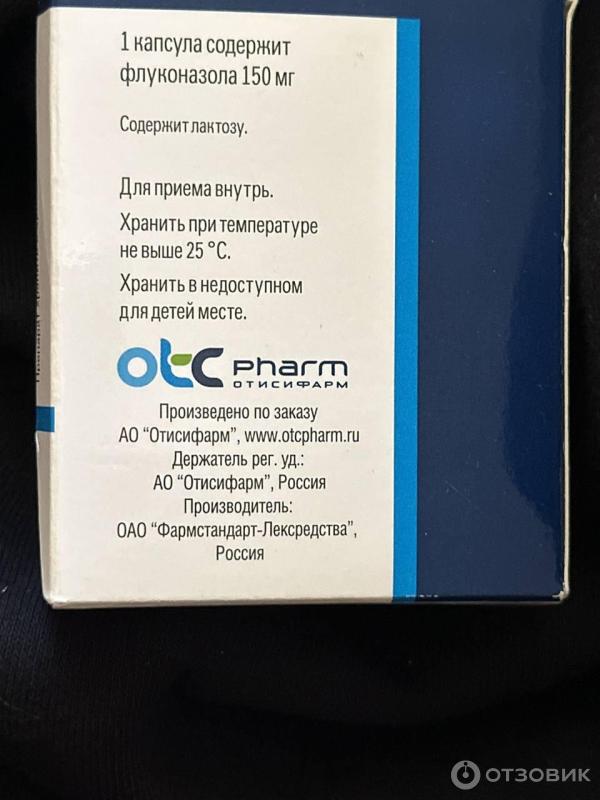 1 капсула содержит
флуконазола 150 мг
Содержит лактозу.
Для приема внутрь.
Хранить при температуре
не выше 25 °С.
Хранить в недоступном
для детей месте.
отс pharm
ОТИСИФАРМ
Произведено по заказу
АО “Отисифарм”, www.otcpharm.ru
Держатель рег. уд.:
АО “Отисифарм”, Россия
Производитель:
ОАО “Фармстандарт-Лексредства”,
Россия
ОТЗОВИК